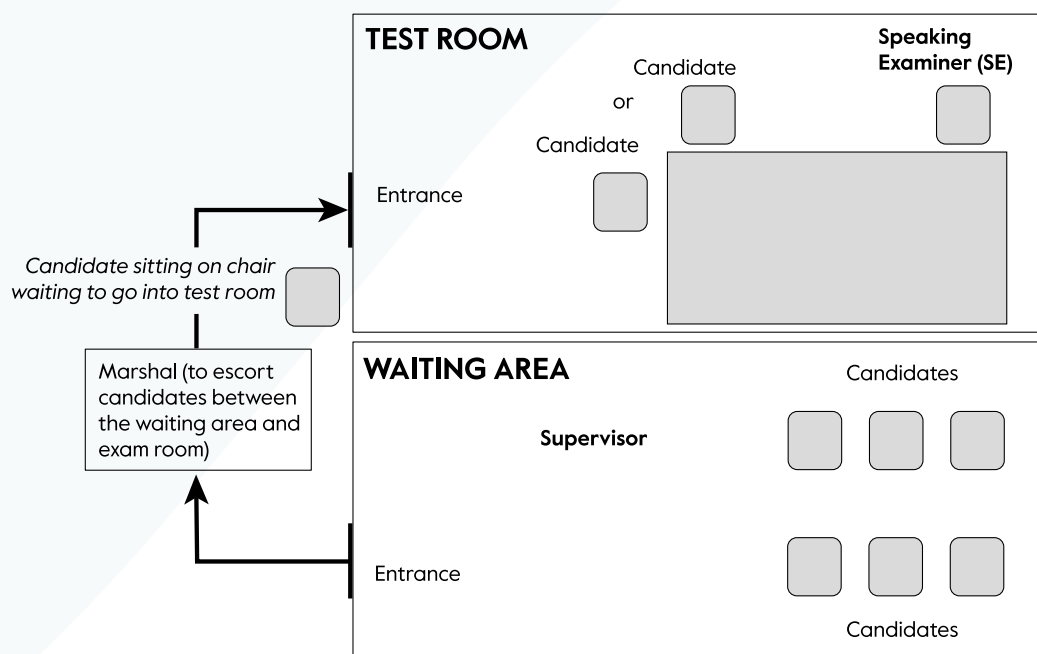 TEST ROOM
Speaking
Examiner (SE)
Candidate
or
Candidate
Entrance
Candidate sitting on chair
waiting to go into test room
Marshal (to escort
candidates between
the waiting area and
exam room)
WAITING AREA
Candidates
Supervisor
Entrance
Candidates